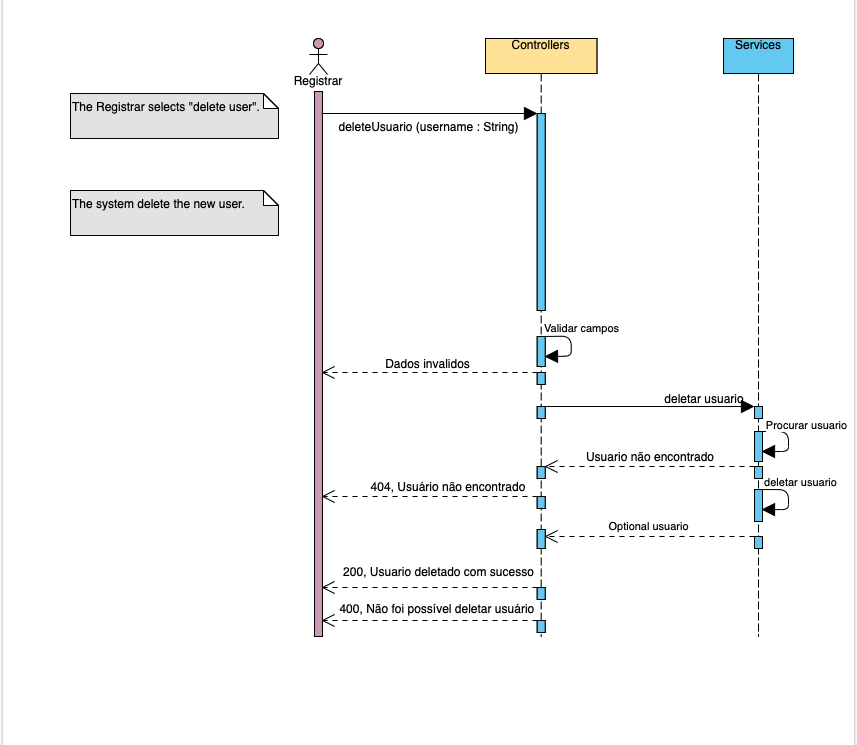 Controllers
Services
Registrar
The Registrar selects "delete user".
deleteUsuario (username : String)
The system delete the new user.
Validar campos
Dados invalidos
deletar usuario
Procurar usuario
Usuario não encontrado
deletar usuario
404, Usuário não encontrado
Optional usuario
200, Usuario deletado com sucesso
400, Não foi possível deletar usuário